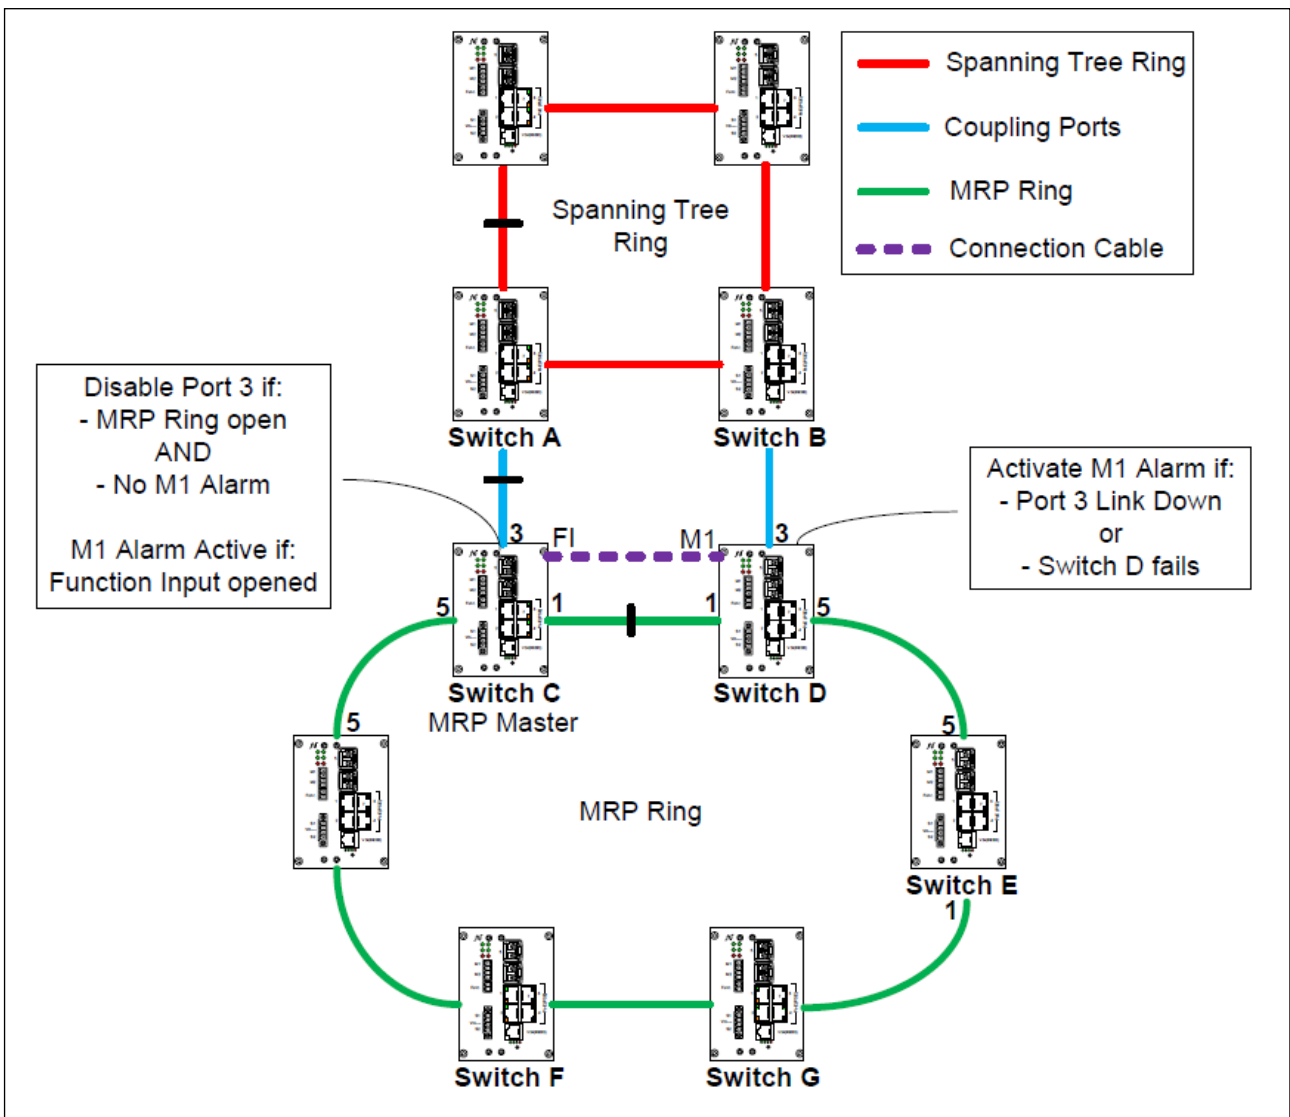 Spanning Tree Ring
Coupling Ports
MRP Ring
Connection Cable
Spanning Tree
Ring
Switch A
Switch B
Disable Port 3 if:
- MRP Ring open
AND
- No M1 Alarm
M1 Alarm Active if:
Function Input opened
Activate M1 Alarm if:
- Port 3 Link Down
or
- Switch D fails
3
FI
M1
3
5
1
1
5
Switch C
MRP Master
Switch D
5
5
MRP Ring
Switch E
1
Switch F
Switch G